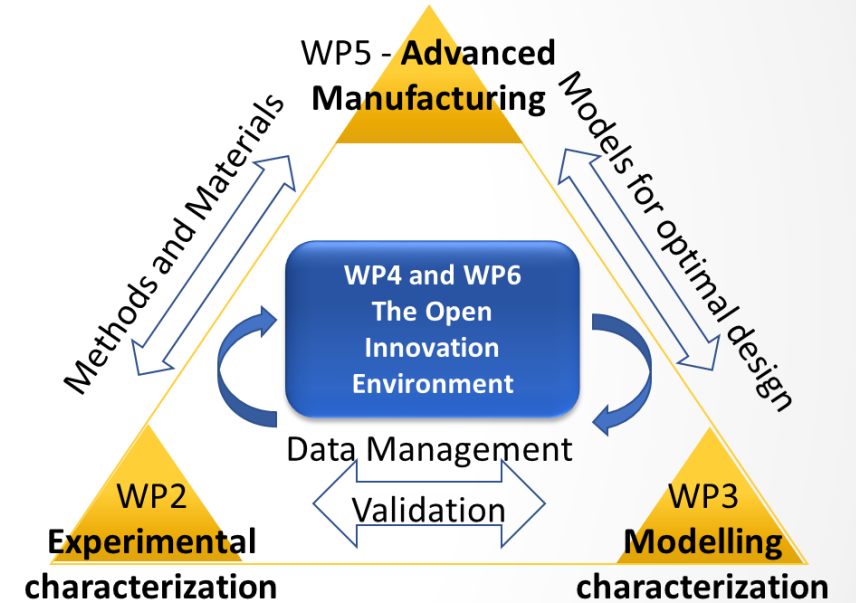 WP5 - Advanced
Manufacturing
Methods and Materials
Models for optimal design
WP4 and WP6
The Open
Innovation
Environment
Data Management
Validation
WP2
Experimental
characterization
WP3
Modelling
characterization